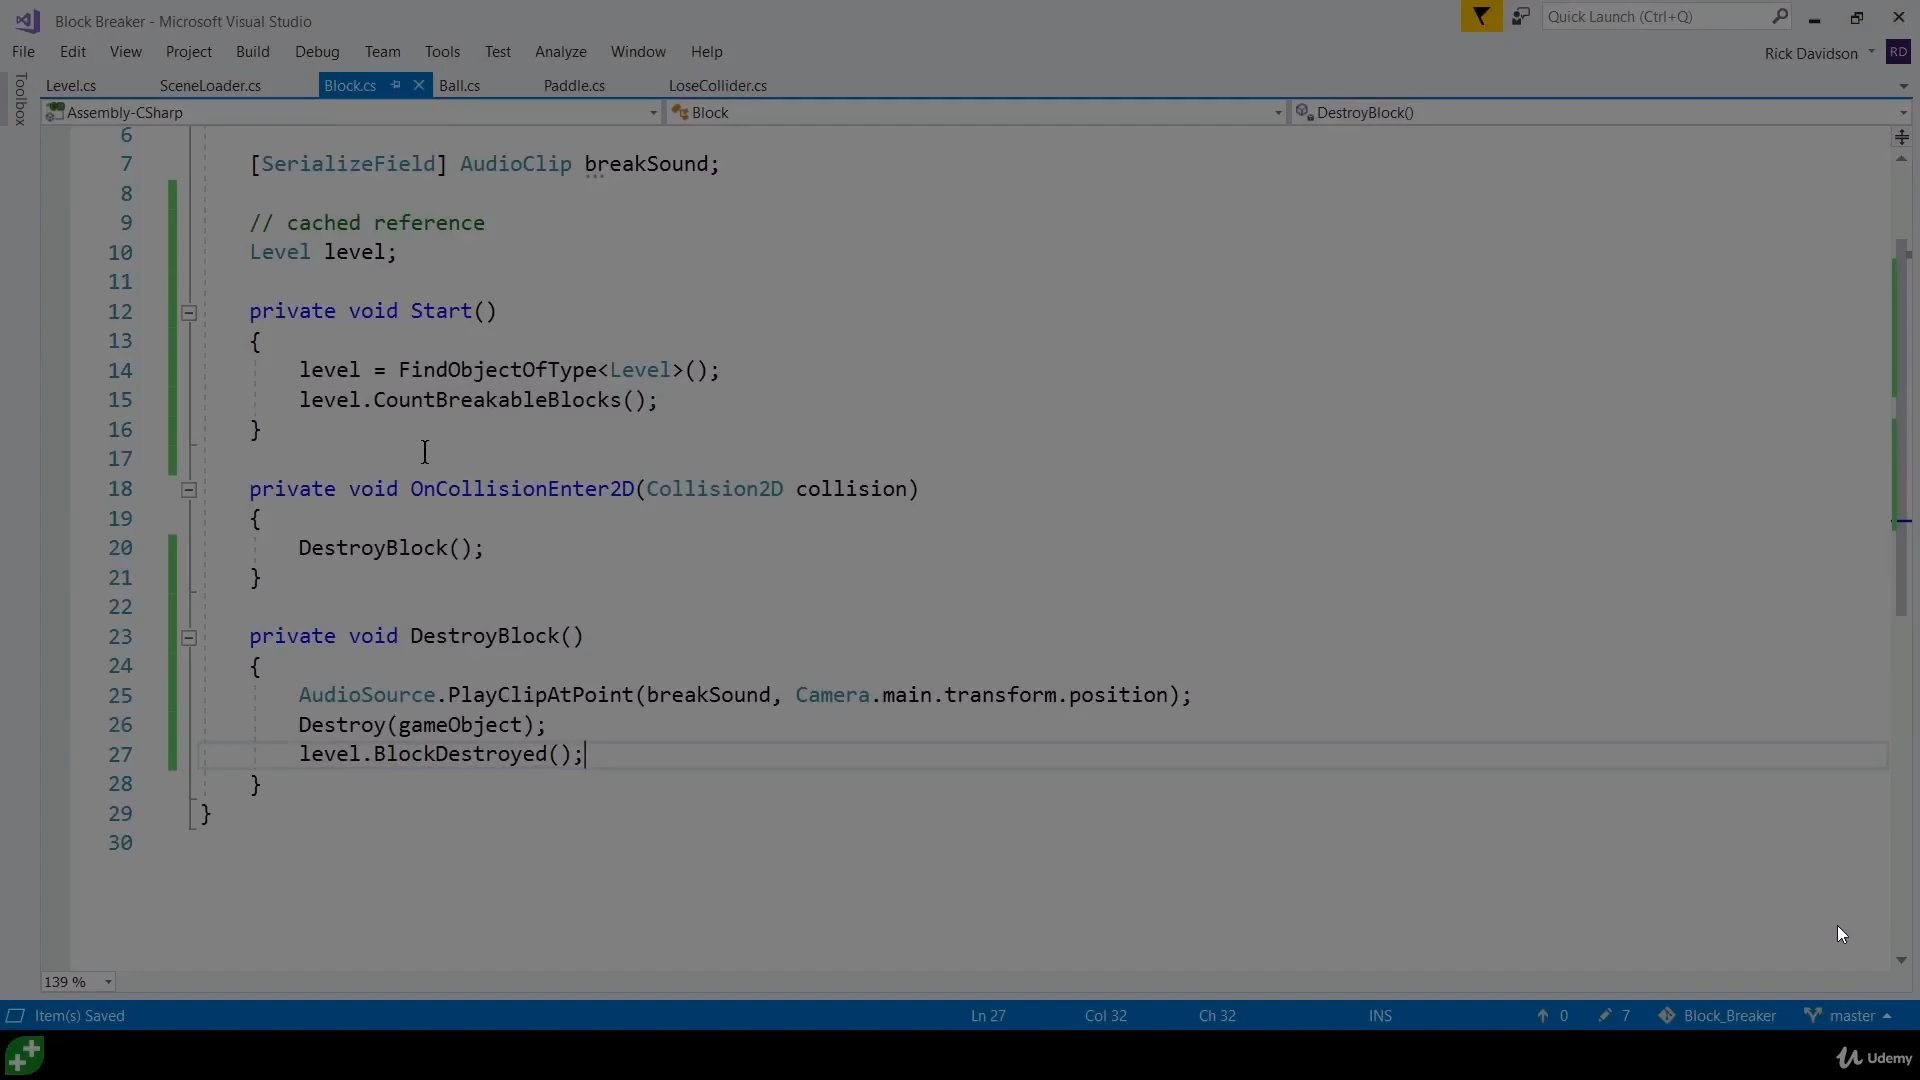 Block Breaker - Microsoft Visual Studio
Quick Launch (Ctrl+Q)
File Edit View Project Build Debug Team Tools Test Analyze Window Help
Rick Davidson RD
Toolbox
Level.cs SceneLoader.cs Block.cs Ball.cs Paddle.cs LoseCollider.cs
Assembly-CSharp Block DestroyBlock()
6
7 [SerializeField] AudioClip breakSound;
8
9 // cached reference
10 Level level;
11
12 private void Start()
13 {
14 level = FindObjectOfType<Level>();
15 level.CountBreakableBlocks();
16 }
17
18 private void OnCollisionEnter2D(Collision2D collision)
19 {
20 DestroyBlock();
21 }
22
23 private void DestroyBlock()
24 {
25 AudioSource.PlayClipAtPoint(breakSound, Camera.main.transform.position);
26 Destroy(gameObject);
27 level.BlockDestroyed();
28 }
29 }
30
139 %
Item(s) Saved Ln 27 Col 32 Ch 32 INS 0 7 Block_Breaker master
Udemy